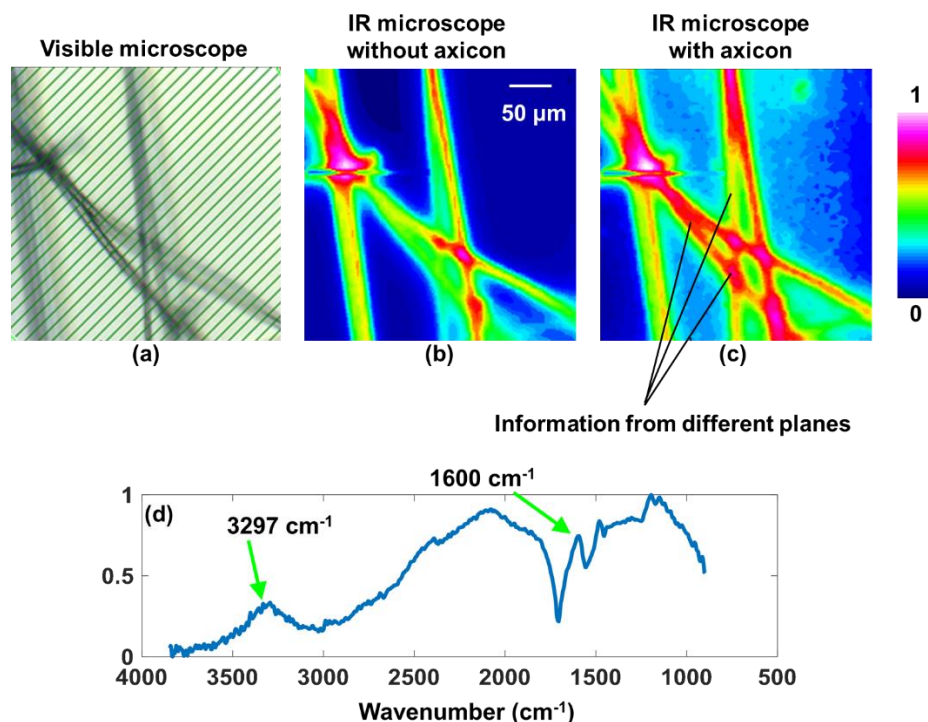 Visible microscope
IR microscope
without axicon
IR microscope
with axicon
50 µm
1
0
(a)
(b)
(c)
Information from different planes
1600 cm⁻¹
3297 cm⁻¹
(d)
1
0.5
0
4000 3500 3000 2500 2000 1500 1000 500
Wavenumber (cm⁻¹)